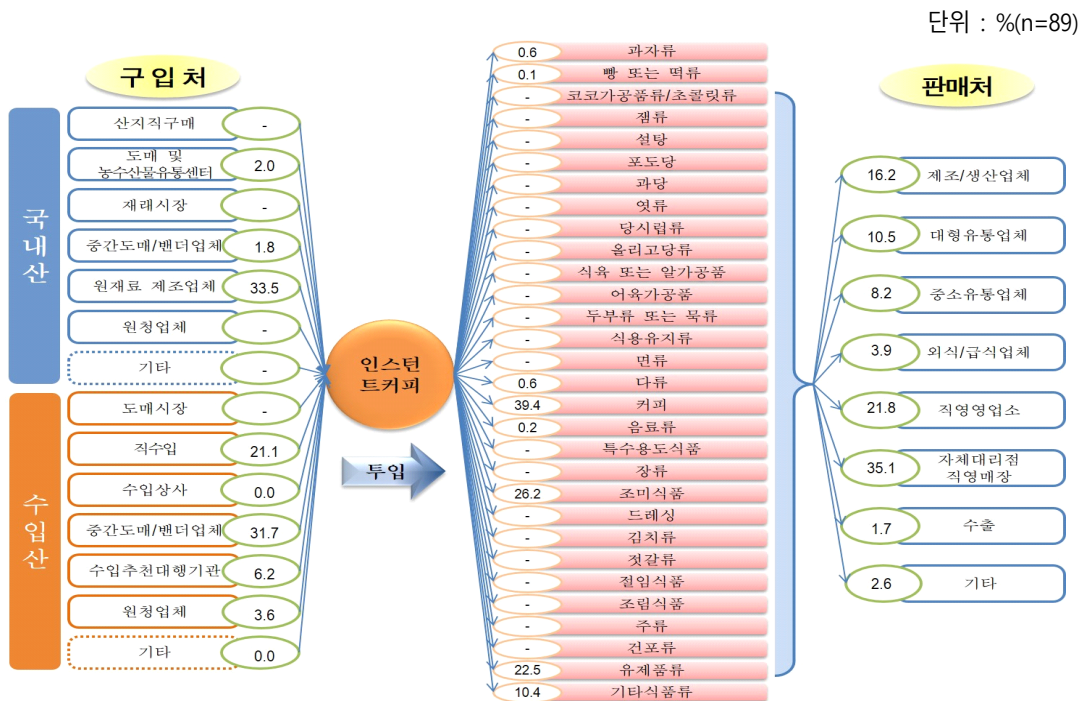 단위 : %(n=89)
구입처
국내산
산지직구매 -
도매 및
농수산물유통센터 2.0
재래시장 -
중간도매/밴더업체 1.8
원재료 제조업체 33.5
원청업체 -
기타 -
수입산
도매시장 -
직수입 21.1
수입상사 0.0
중간도매/밴더업체 31.7
수입추천대행기관 6.2
원청업체 3.6
기타 0.0
인스턴
트커피
투입
0.6 과자류
0.1 빵 또는 떡류
- 코코가공품류/초콜릿류
- 잼류
- 설탕
- 포도당
- 과당
- 엿류
- 당시럽류
- 올리고당류
- 식육 또는 알가공품
- 어육가공품
- 두부류 또는 묵류
- 식용유지류
- 면류
0.6 다류
39.4 커피
0.2 음료류
- 특수용도식품
- 장류
26.2 조미식품
- 드레싱
- 김치류
- 젓갈류
- 절임식품
- 조림식품
- 주류
- 건포류
22.5 유제품류
10.4 기타식품류
판매처
16.2 제조/생산업체
10.5 대형유통업체
8.2 중소유통업체
3.9 외식/급식업체
21.8 직영영업소
35.1 자체대리점
직영매장
1.7 수출
2.6 기타